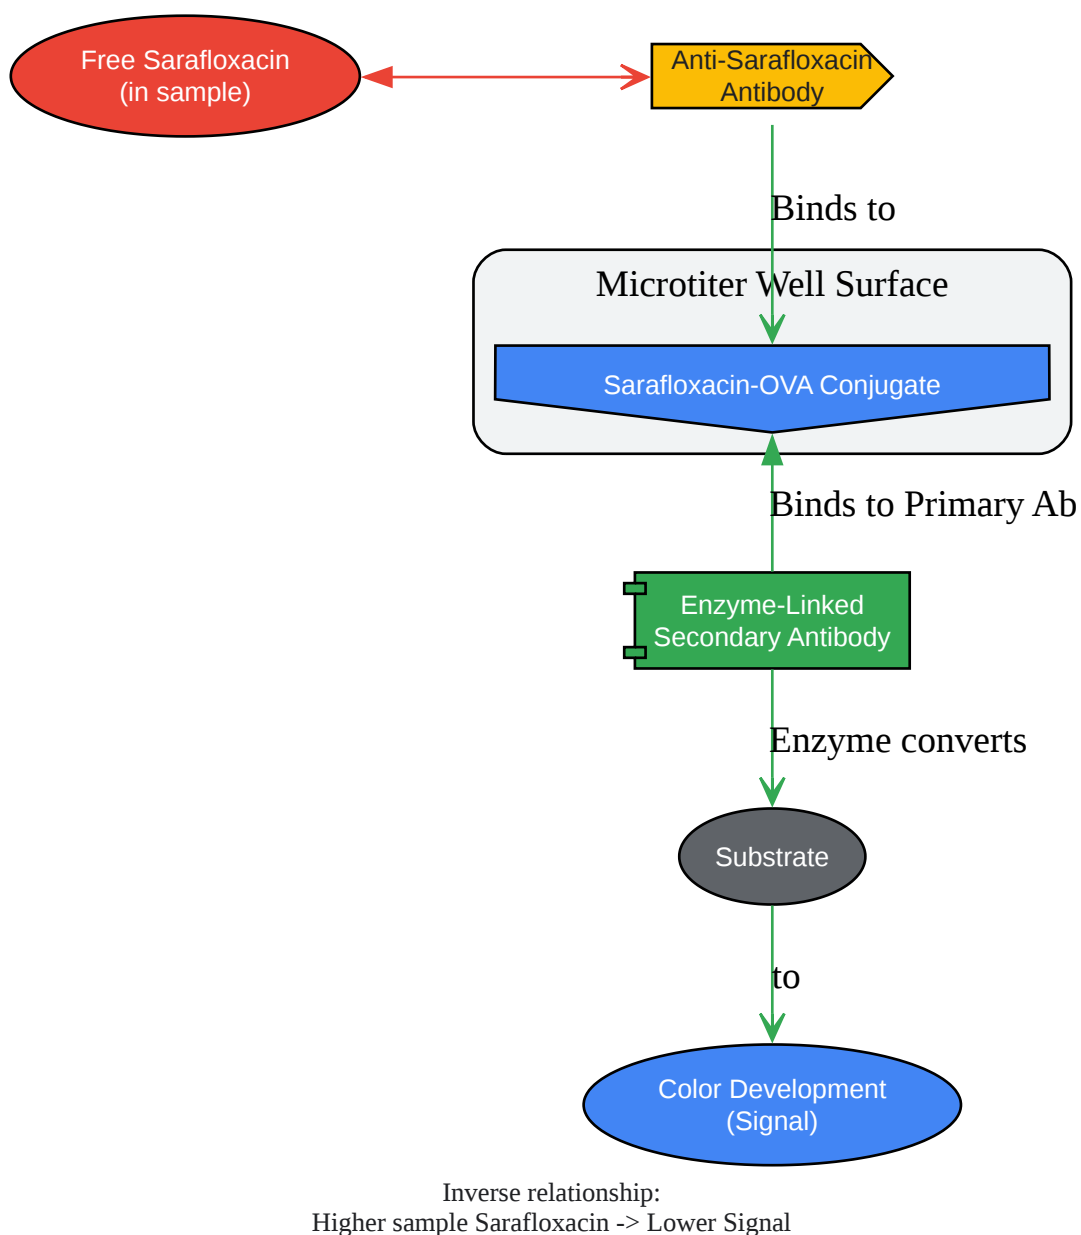 Free Sarafloxacin
(in sample)
Anti-Sarafloxacin
Antibody
Binds to
Microtiter Well Surface
Sarafloxacin-OVA Conjugate
Binds to Primary Ab
Enzyme-Linked
Secondary Antibody
Enzyme converts
Substrate
to
Color Development
(Signal)
Inverse relationship:
Higher sample Sarafloxacin -> Lower Signal